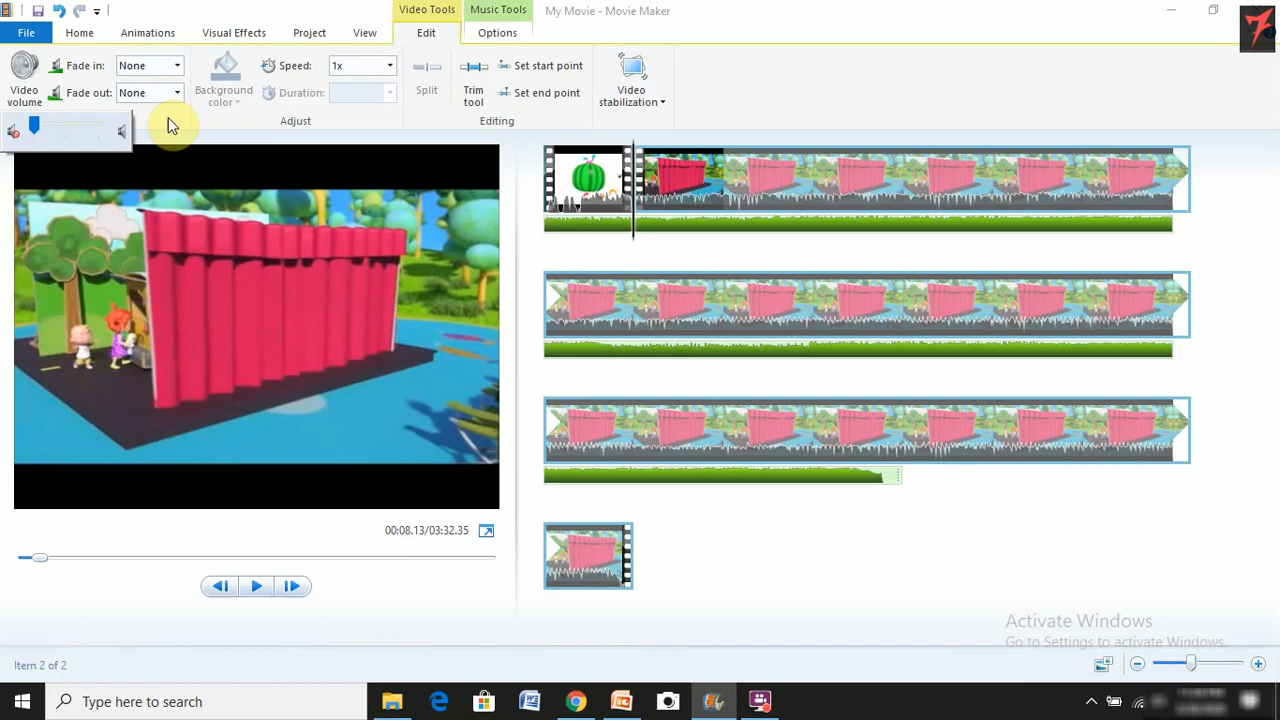 Video Tools
Music Tools
My Movie - Movie Maker
File
Home
Animations
Visual Effects
Project
View
Edit
Options
Video volume
Fade in: None
Fade out: None
Background color
Speed: 1x
Duration:
Adjust
Split
Trim tool
Set start point
Set end point
Editing
Video stabilization
00:08.13/03:32.35
Activate Windows
Go to Settings to activate Windows.
Item 2 of 2
Type here to search